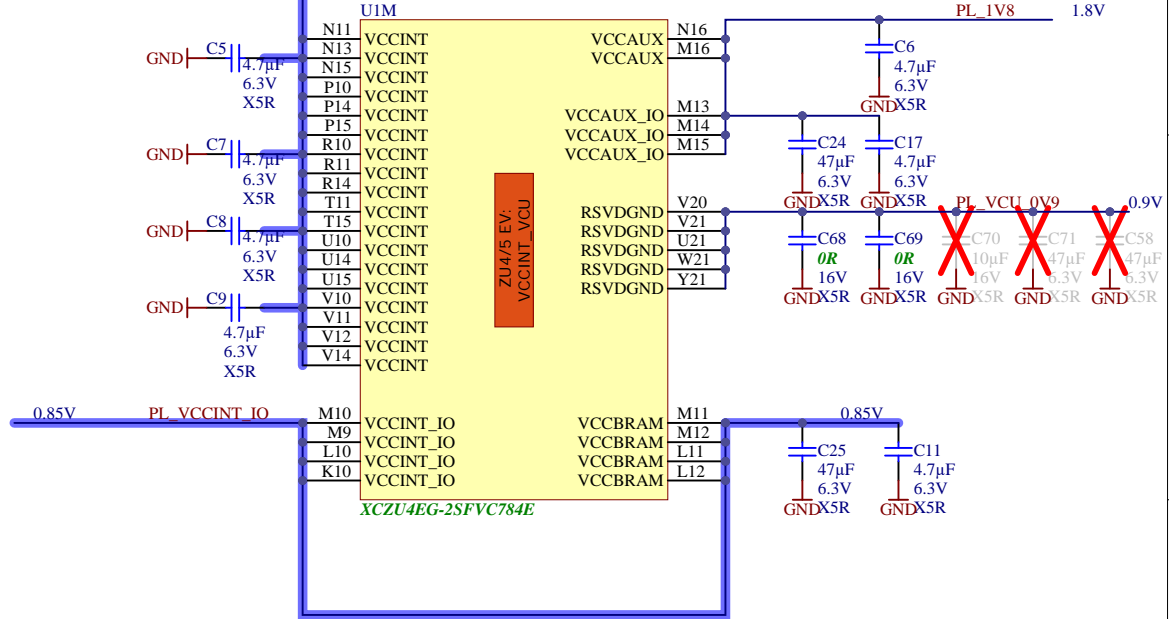 U1M
PL_1V8
1.8V
N11 VCCINT
N13 VCCINT
N15 VCCINT
P10 VCCINT
P14 VCCINT
P15 VCCINT
R10 VCCINT
R11 VCCINT
R14 VCCINT
T11 VCCINT
T15 VCCINT
U10 VCCINT
U14 VCCINT
U15 VCCINT
V10 VCCINT
V11 VCCINT
V12 VCCINT
V14 VCCINT
GND
C5
4.7µF
6.3V
X5R
GND
C7
4.7µF
6.3V
X5R
GND
C8
4.7µF
6.3V
X5R
GND
C9
4.7µF
6.3V
X5R
0.85V
PL_VCCINT_IO
M10 VCCINT_IO
M9 VCCINT_IO
L10 VCCINT_IO
K10 VCCINT_IO
ZU4/5 EV:
VCCINT_VCU
VCCAUX N16
VCCAUX M16
VCCAUX_IO M13
VCCAUX_IO M14
VCCAUX_IO M15
RSVDGND V20
RSVDGND V21
RSVDGND U21
RSVDGND W21
RSVDGND Y21
VCCBRAM M11
VCCBRAM M12
VCCBRAM L11
VCCBRAM L12
XCZU4EG-2SFVC784E
C6
4.7µF
6.3V
X5R
GND
C24
47µF
6.3V
X5R
GND
C17
4.7µF
6.3V
X5R
GND
PL_VCU_0V9
0.9V
C68
0R
16V
X5R
GND
C69
0R
16V
X5R
GND
C70
10µF
16V
X5R
GND
C71
47µF
6.3V
X5R
GND
C58
47µF
6.3V
X5R
GND
0.85V
C25
47µF
6.3V
X5R
GND
C11
4.7µF
6.3V
X5R
GND